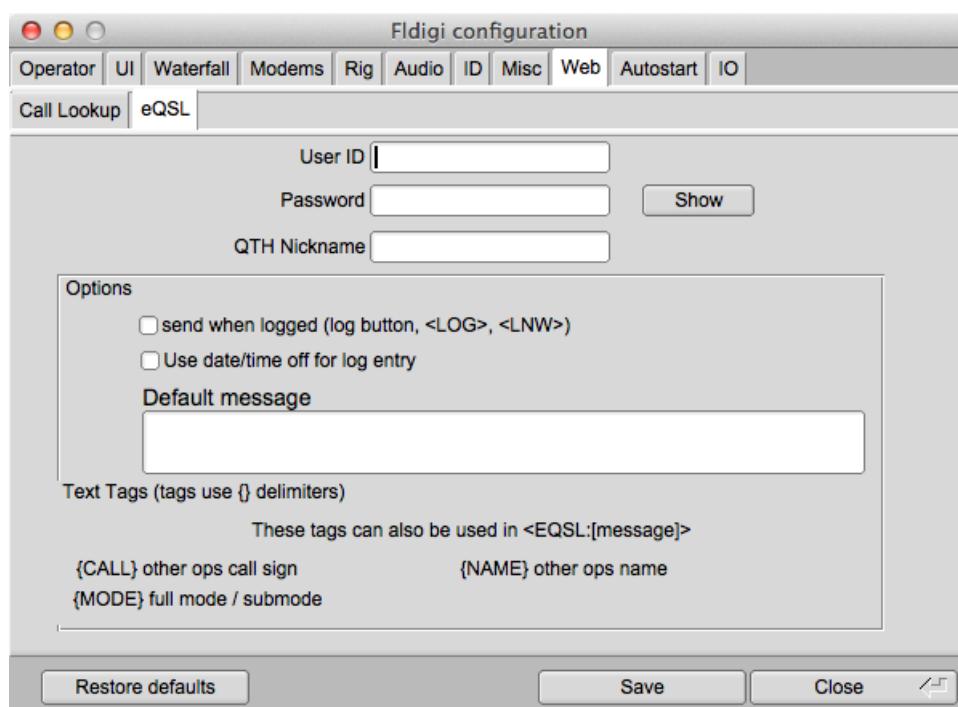 Fldigi configuration
Operator UI Waterfall Modems Rig Audio ID Misc Web Autostart IO
Call Lookup eQSL
User ID
Password Show
QTH Nickname
Options
send when logged (log button, <LOG>, <LNW>)
Use date/time off for log entry
Default message
Text Tags (tags use {} delimiters)
These tags can also be used in <EQSL:[message]>
{CALL} other ops call sign {NAME} other ops name
{MODE} full mode / submode
Restore defaults Save Close